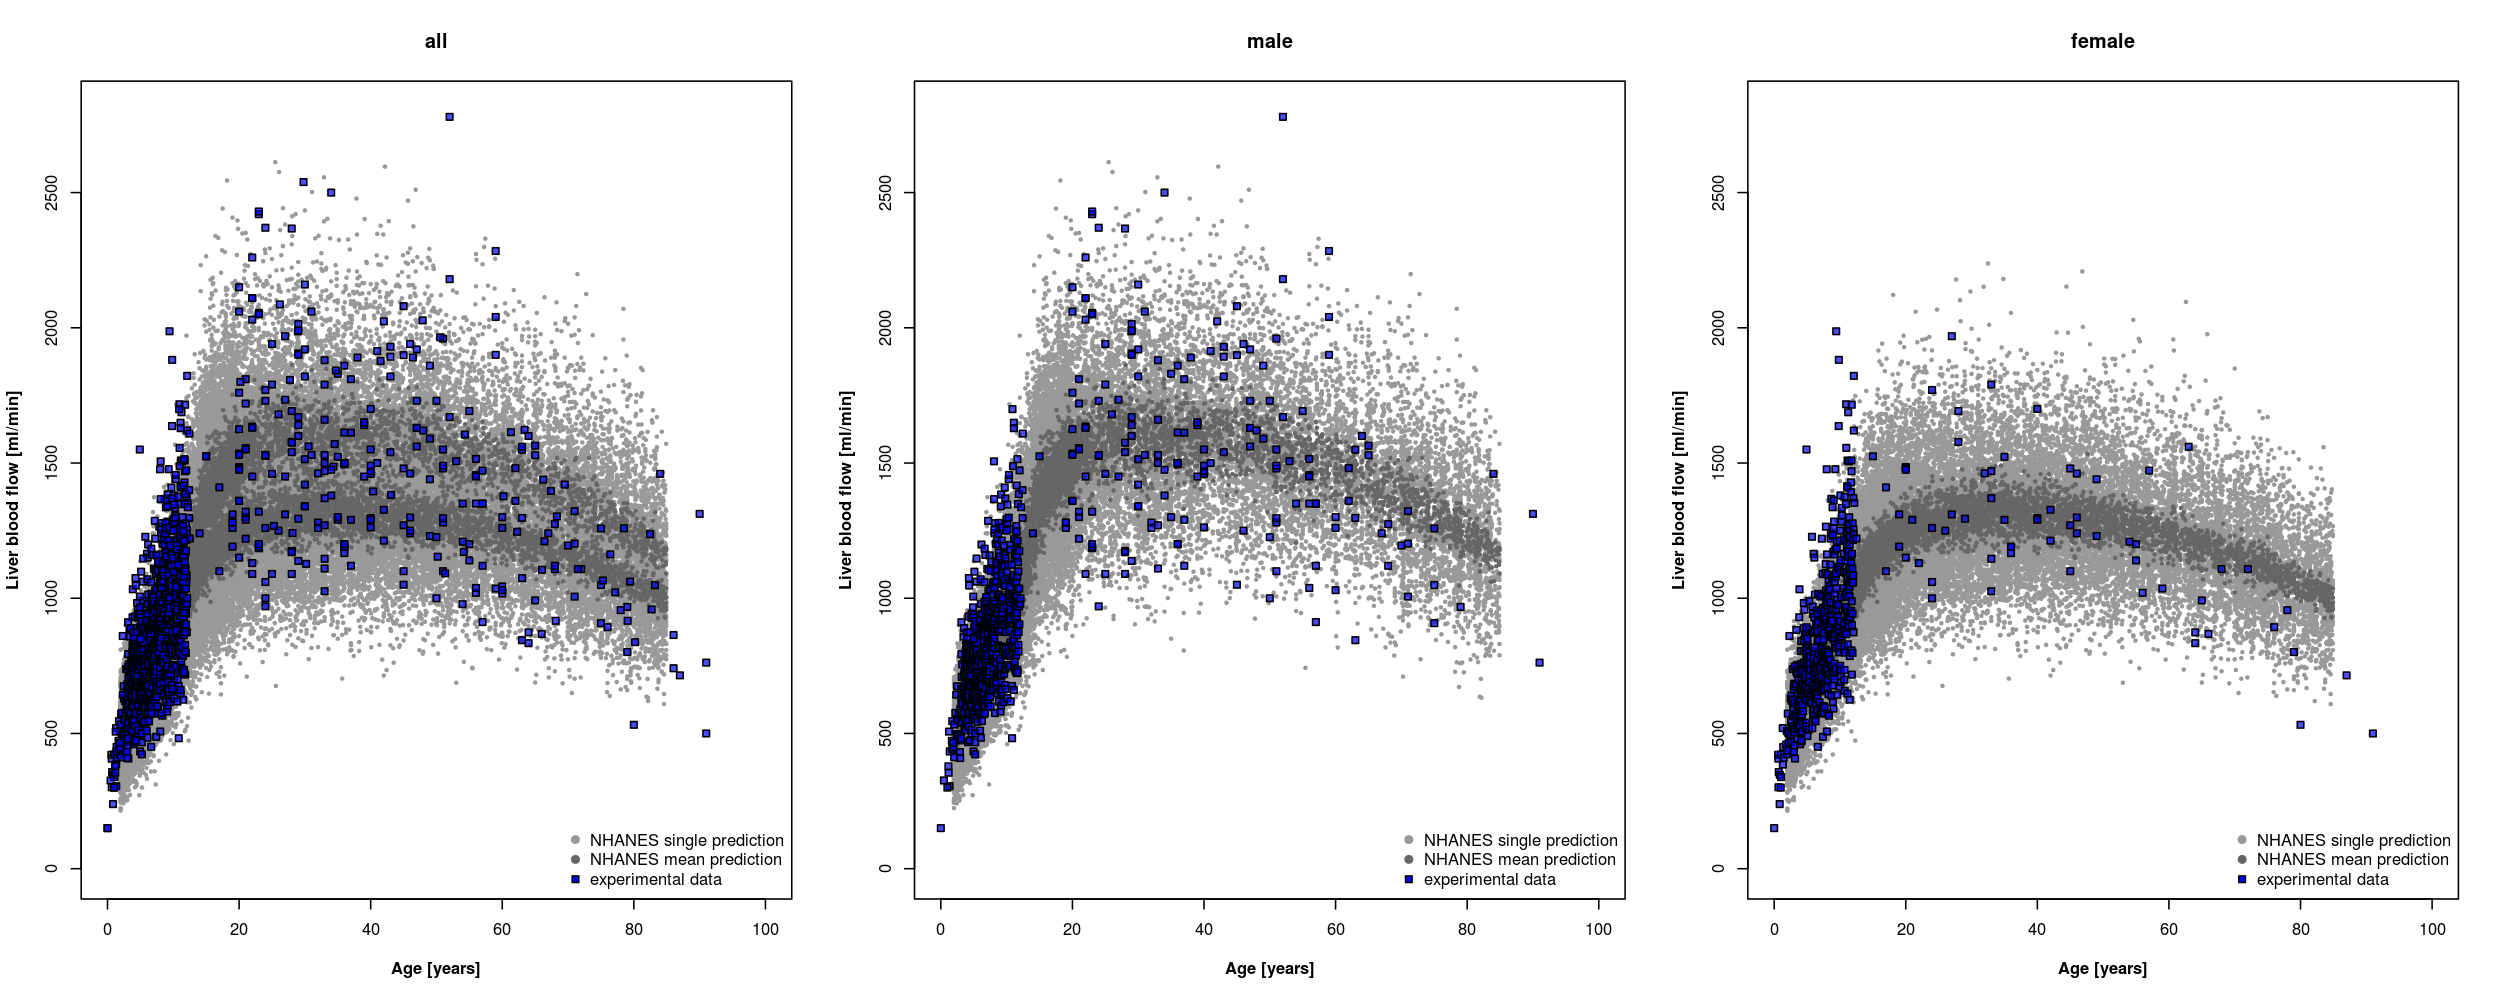 all
Liver blood flow [ml/min]
2500
2000
1500
1000
500
0
NHANES single prediction
NHANES mean prediction
experimental data
0 20 40 60 80 100
Age [years]
male
Liver blood flow [ml/min]
2500
2000
1500
1000
500
0
NHANES single prediction
NHANES mean prediction
experimental data
0 20 40 60 80 100
Age [years]
female
Liver blood flow [ml/min]
2500
2000
1500
1000
500
0
NHANES single prediction
NHANES mean prediction
experimental data
0 20 40 60 80 100
Age [years]